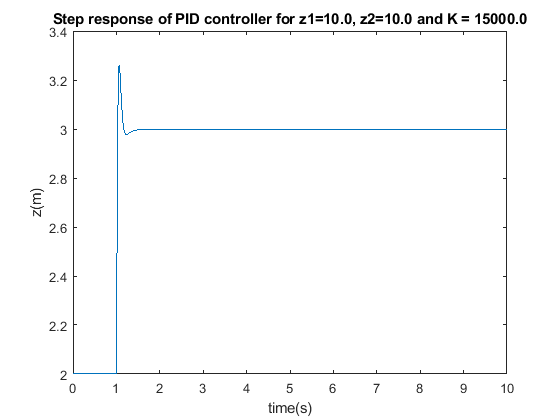 Step response of PID controller for z1=10.0, z2=10.0 and K = 15000.0
3.4
3.2
3
2.8
2.6
2.4
2.2
2
z(m)
0 1 2 3 4 5 6 7 8 9 10
time(s)